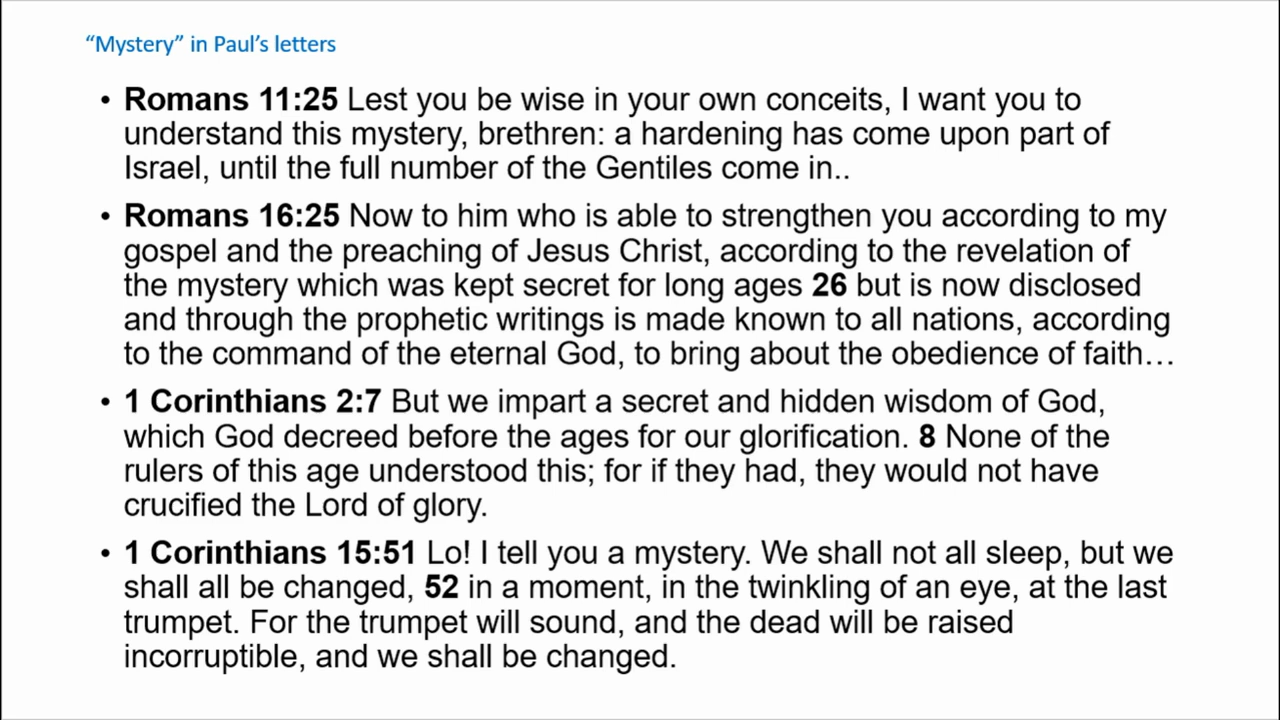 “Mystery” in Paul’s letters
• Romans 11:25 Lest you be wise in your own conceits, I want you to
understand this mystery, brethren: a hardening has come upon part of
Israel, until the full number of the Gentiles come in..
• Romans 16:25 Now to him who is able to strengthen you according to my
gospel and the preaching of Jesus Christ, according to the revelation of
the mystery which was kept secret for long ages 26 but is now disclosed
and through the prophetic writings is made known to all nations, according
to the command of the eternal God, to bring about the obedience of faith…
• 1 Corinthians 2:7 But we impart a secret and hidden wisdom of God,
which God decreed before the ages for our glorification. 8 None of the
rulers of this age understood this; for if they had, they would not have
crucified the Lord of glory.
• 1 Corinthians 15:51 Lo! I tell you a mystery. We shall not all sleep, but we
shall all be changed, 52 in a moment, in the twinkling of an eye, at the last
trumpet. For the trumpet will sound, and the dead will be raised
incorruptible, and we shall be changed.